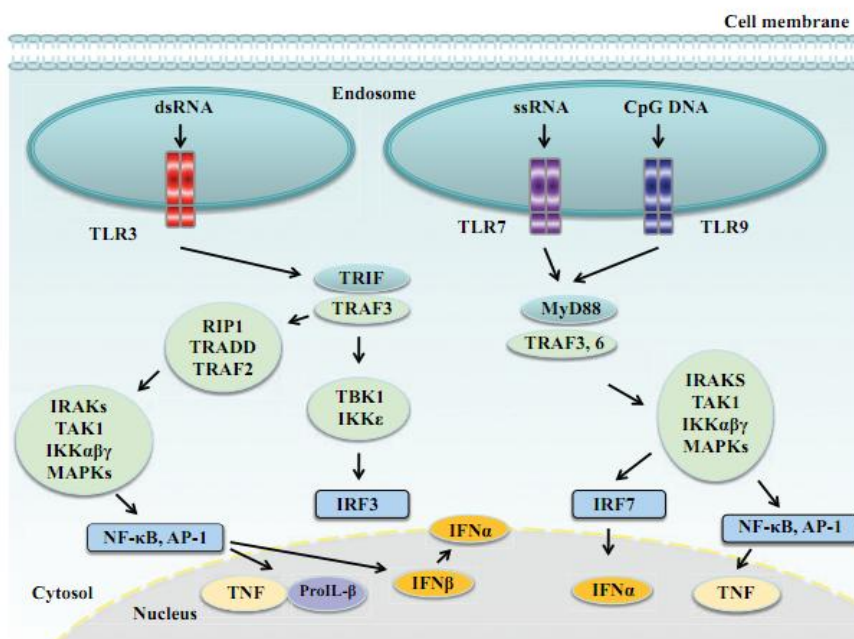 Cell membrane
Endosome
dsRNA
ssRNA
CpG DNA
TLR3
TLR7
TLR9
TRIF
TRAF3
MyD88
TRAF3, 6
RIP1
TRADD
TRAF2
IRAKs
TAK1
IKKαβγ
MAPKs
TBK1
IKKε
IRAKS
TAK1
IKKαβγ
MAPKs
IRF3
IRF7
NF-κB, AP-1
NF-κB, AP-1
IFNα
IFNβ
TNF
ProIL-β
IFNα
TNF
Cytosol
Nucleus